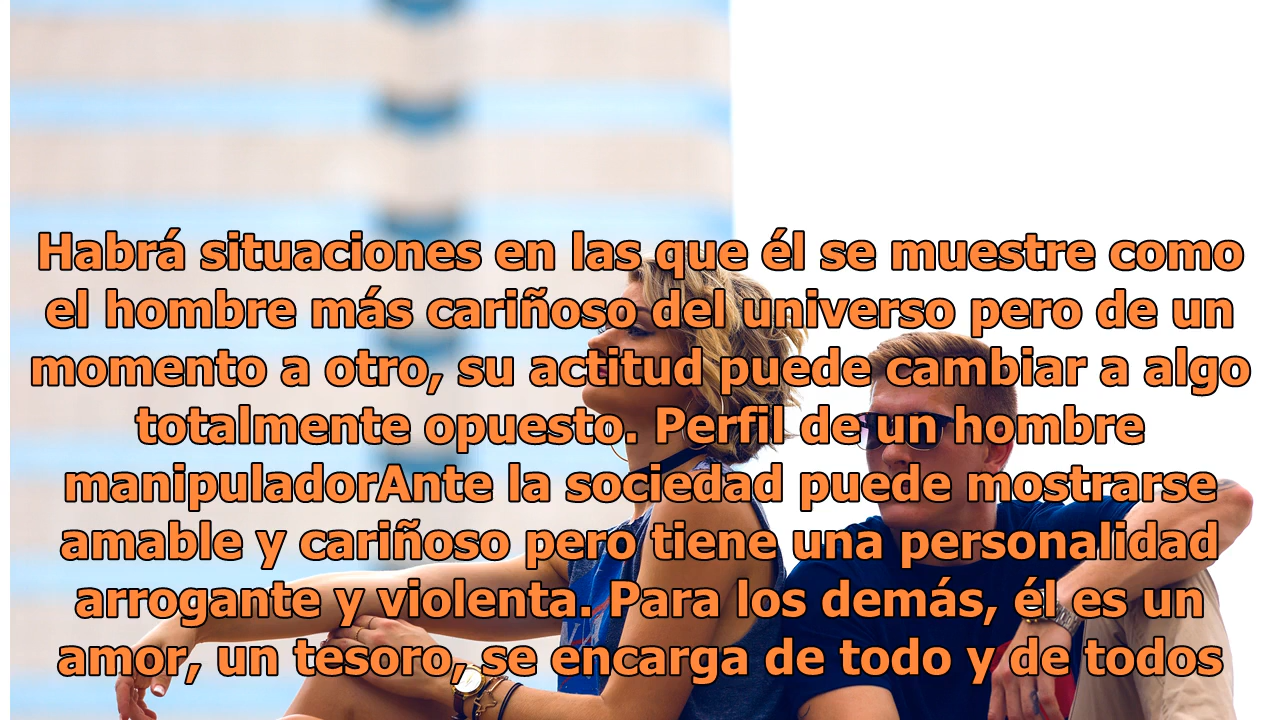 Habrá situaciones en las que él se muestre como
el hombre más cariñoso del universo pero de un
momento a otro, su actitud puede cambiar a algo
totalmente opuesto. Perfil de un hombre
manipuladorAnte la sociedad puede mostrarse
amable y cariñoso pero tiene una personalidad
arrogante y violenta. Para los demás, él es un
amor, un tesoro, se encarga de todo y de todos